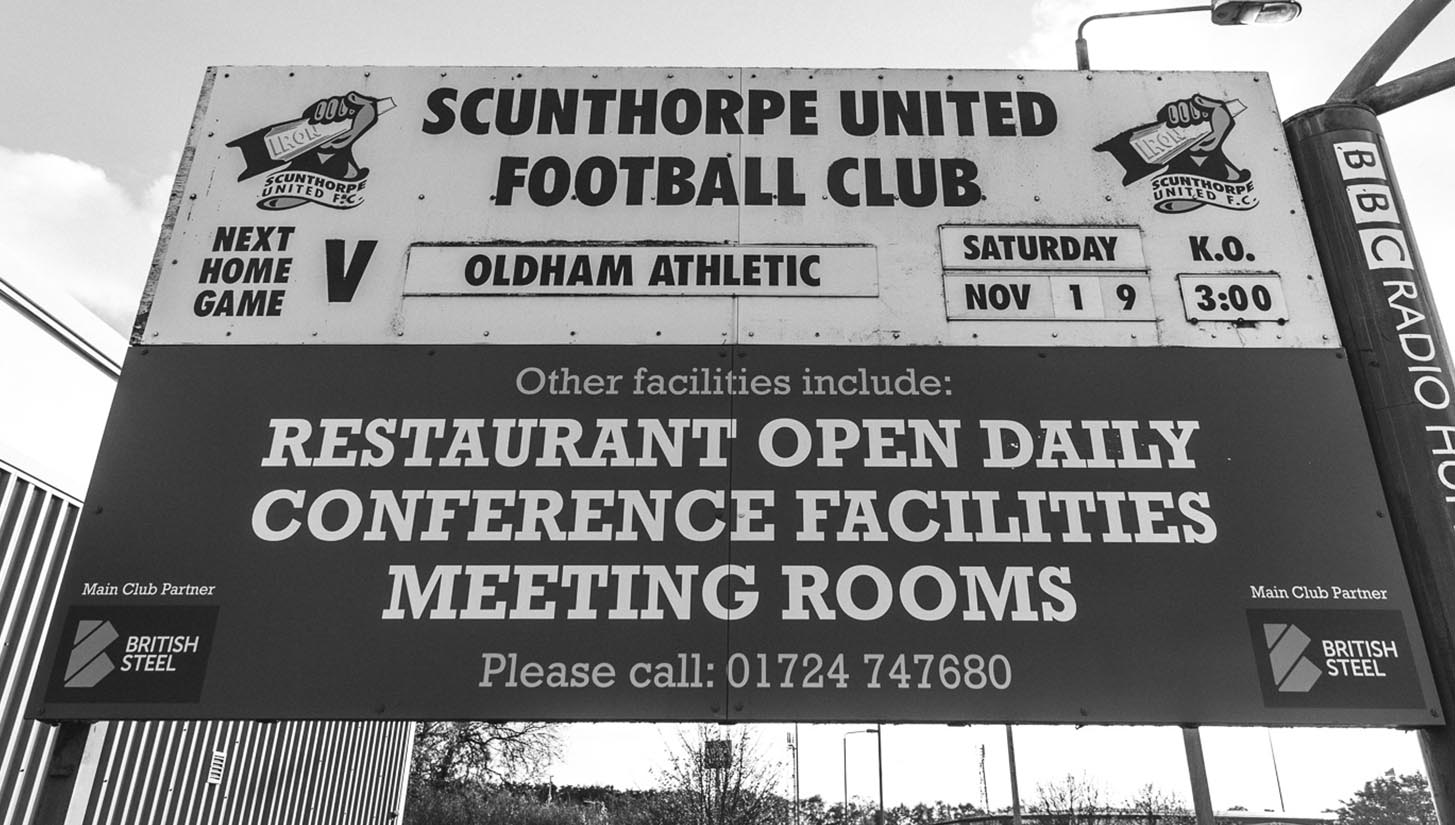 SCUNTHORPE UNITED
FOOTBALL CLUB
IRON
SCUNTHORPE
UNITED F.C.
IRON
SCUNTHORPE
UNITED F.C.
NEXT
HOME
GAME
V
OLDHAM ATHLETIC
SATURDAY
NOV 1 9
K.O.
3:00
Other facilities include:
RESTAURANT OPEN DAILY
CONFERENCE FACILITIES
MEETING ROOMS
Please call: 01724 747680
Main Club Partner
BRITISH
STEEL
Main Club Partner
BRITISH
STEEL
BBC RADIO